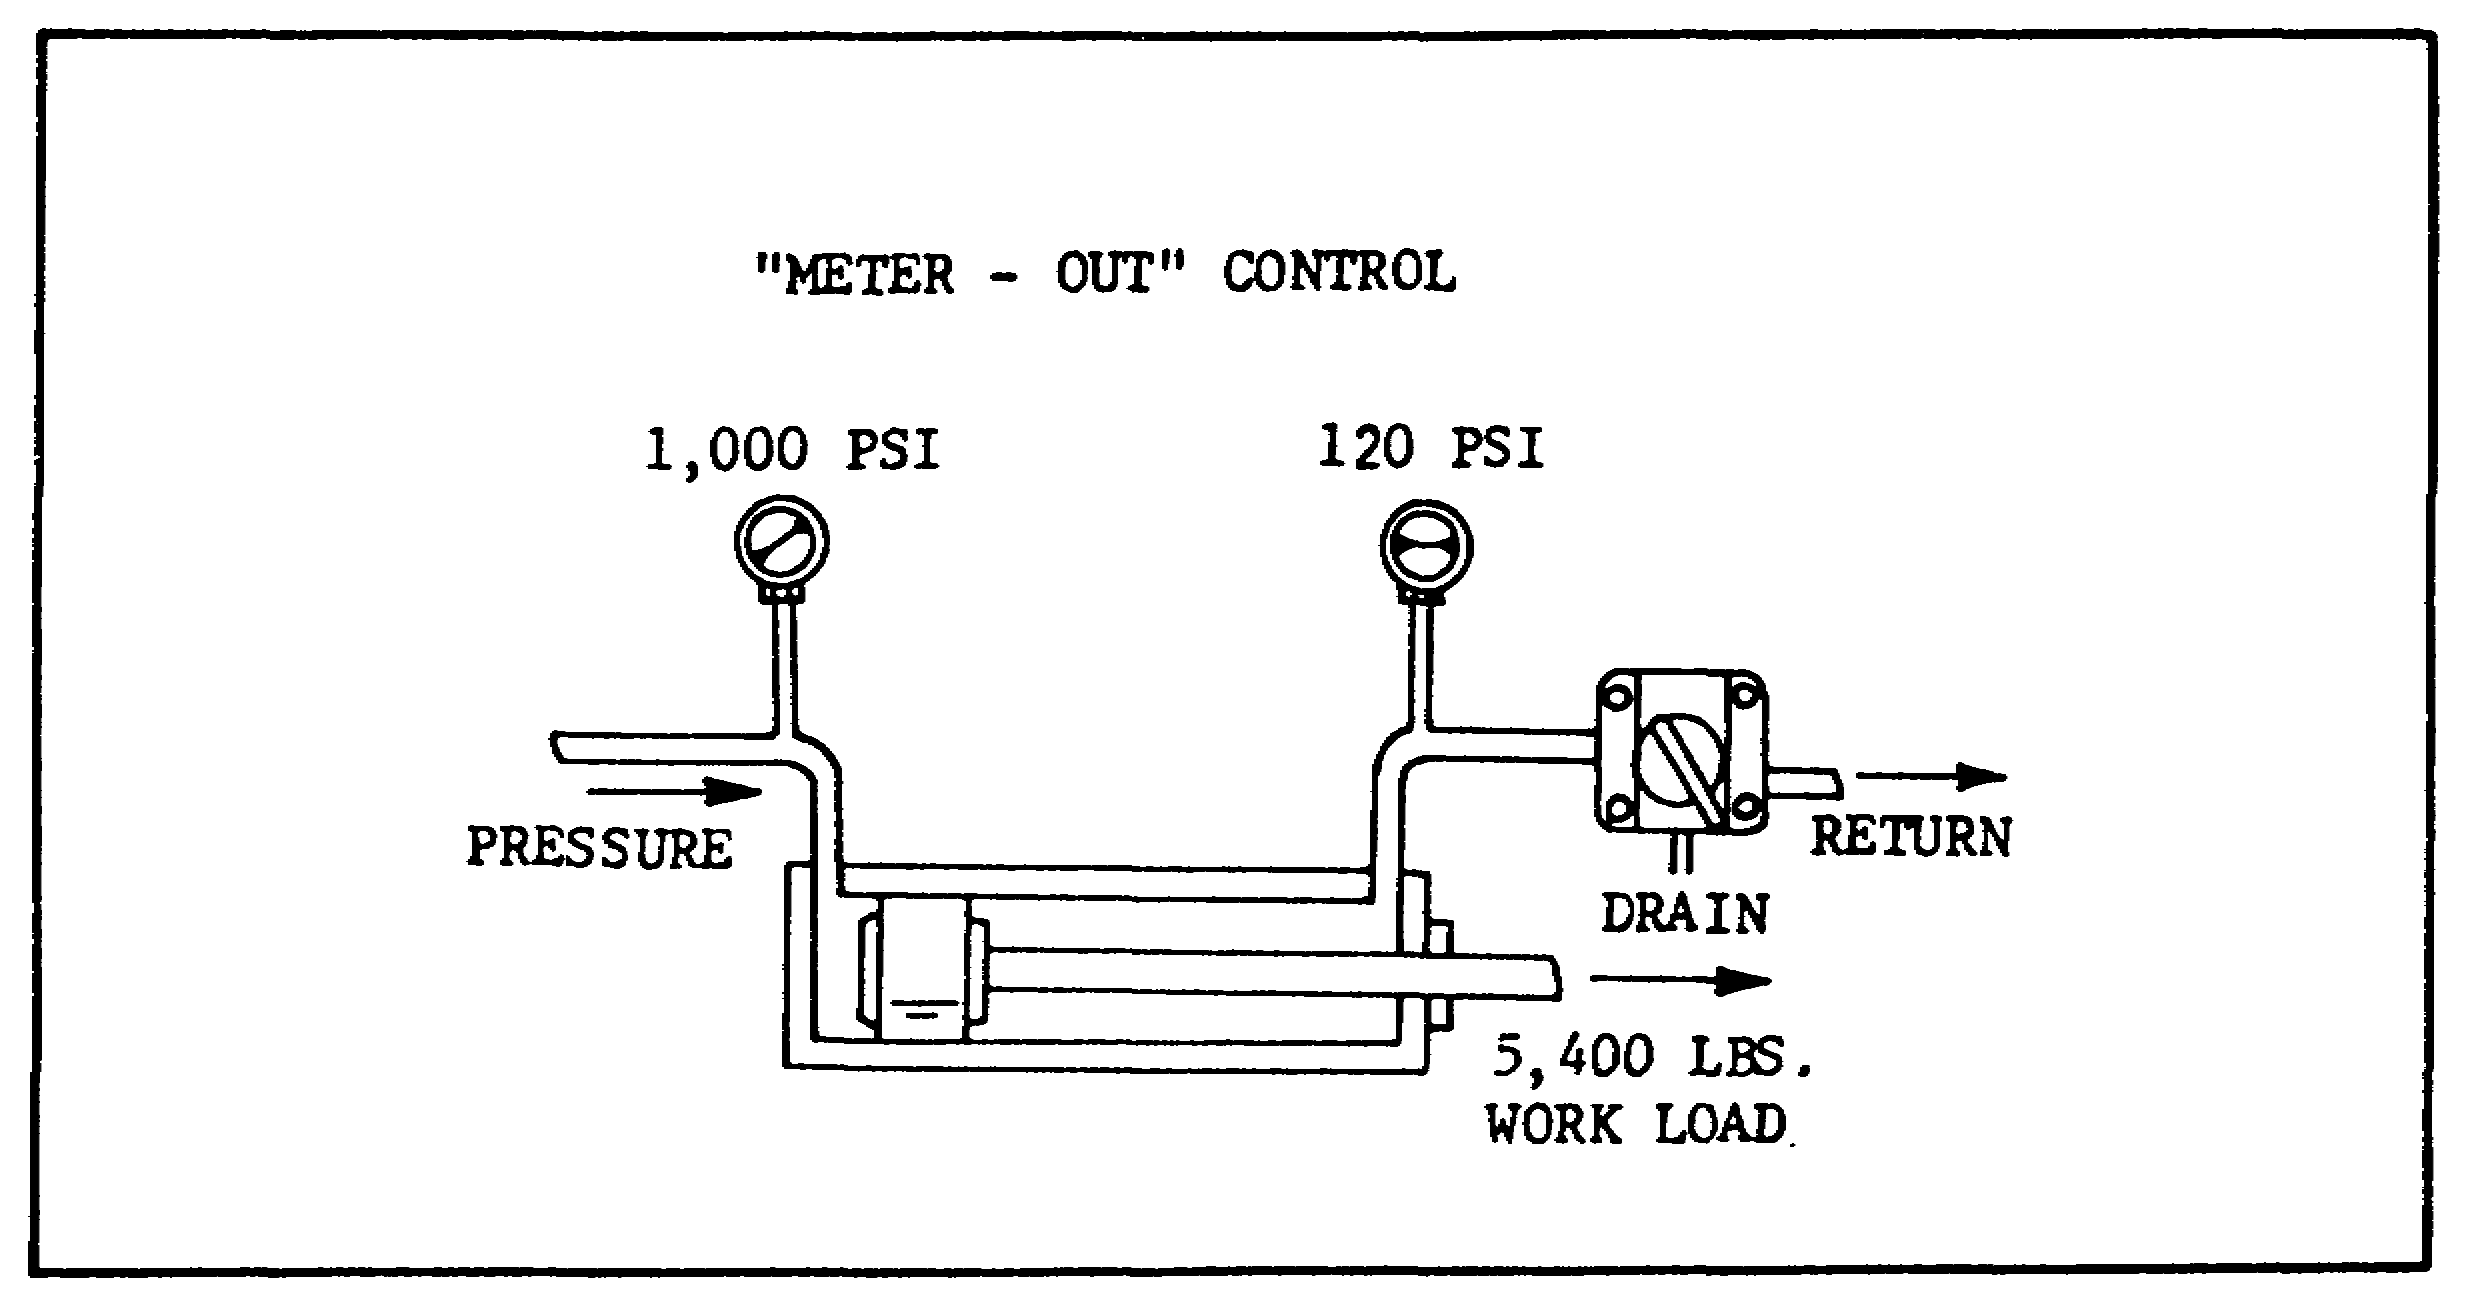 "METER - OUT" CONTROL
1,000 PSI
120 PSI
PRESSURE
RETURN
DRAIN
5,400 LBS.
WORK LOAD